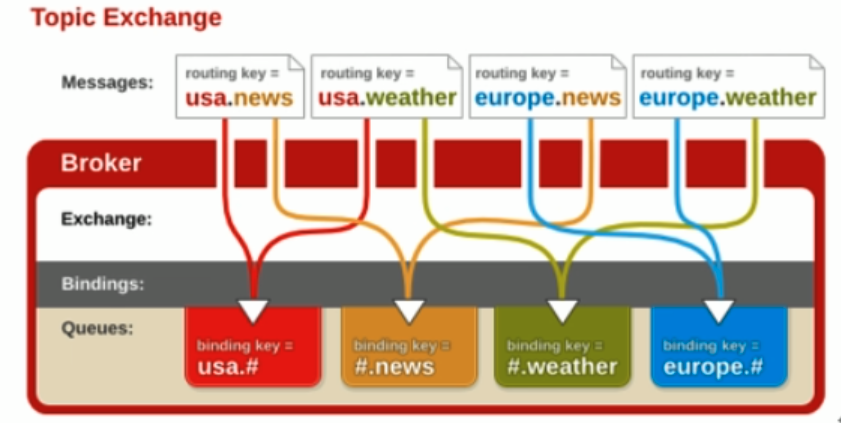 Topic Exchange
Messages:
routing key =
usa.news
routing key =
usa.weather
routing key =
europe.news
routing key =
europe.weather
Broker
Exchange:
Bindings:
Queues:
binding key =
usa.#
binding key =
#.news
binding key =
#.weather
binding key =
europe.#